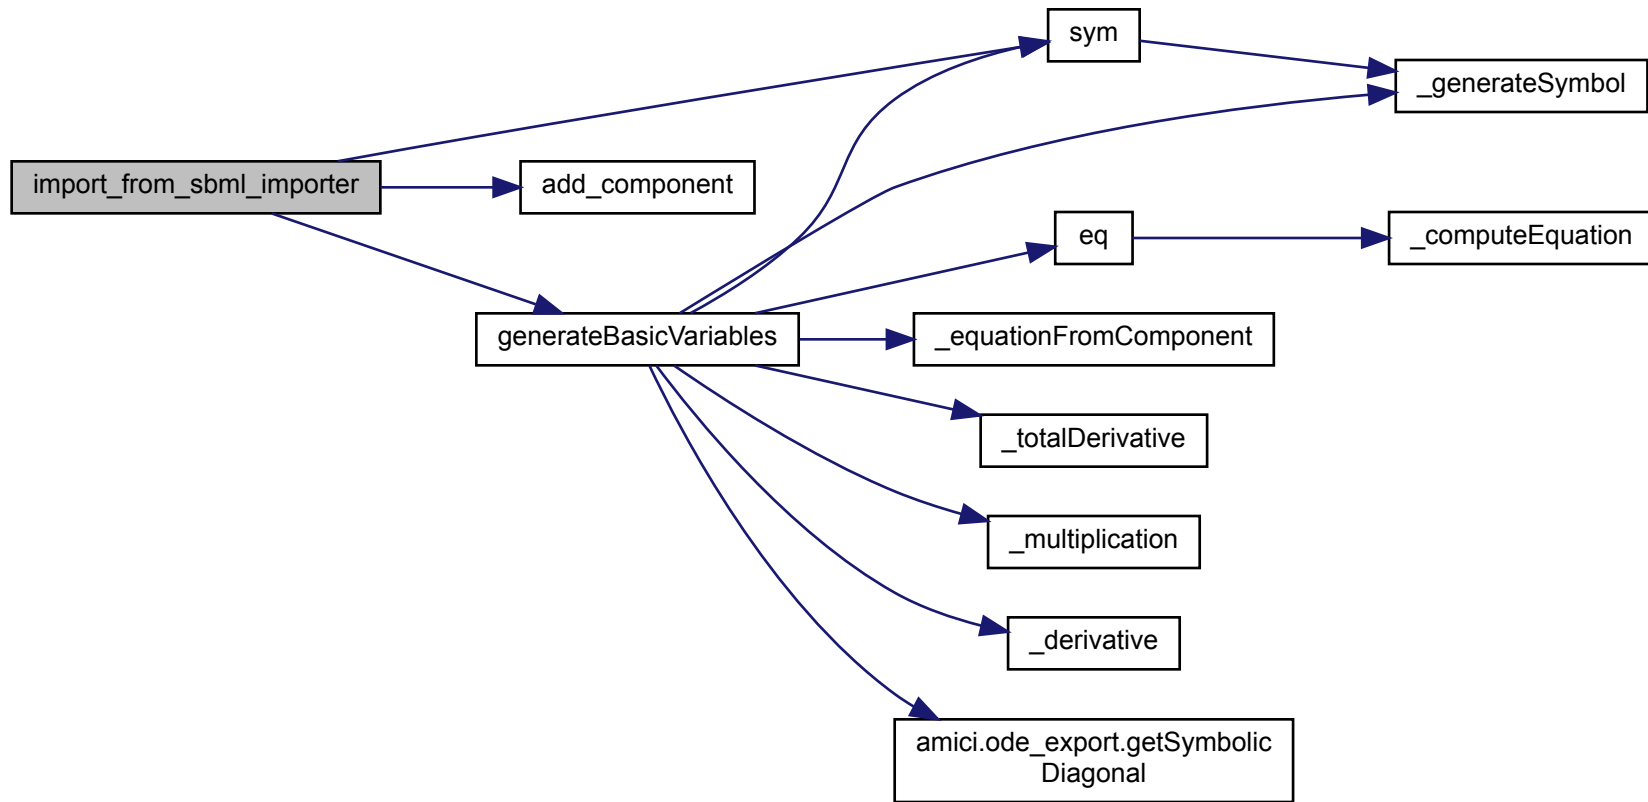 sym
_generateSymbol
import_from_sbml_importer
add_component
eq
_computeEquation
generateBasicVariables
_equationFromComponent
_totalDerivative
_multiplication
_derivative
amici.ode_export.getSymbolic
Diagonal